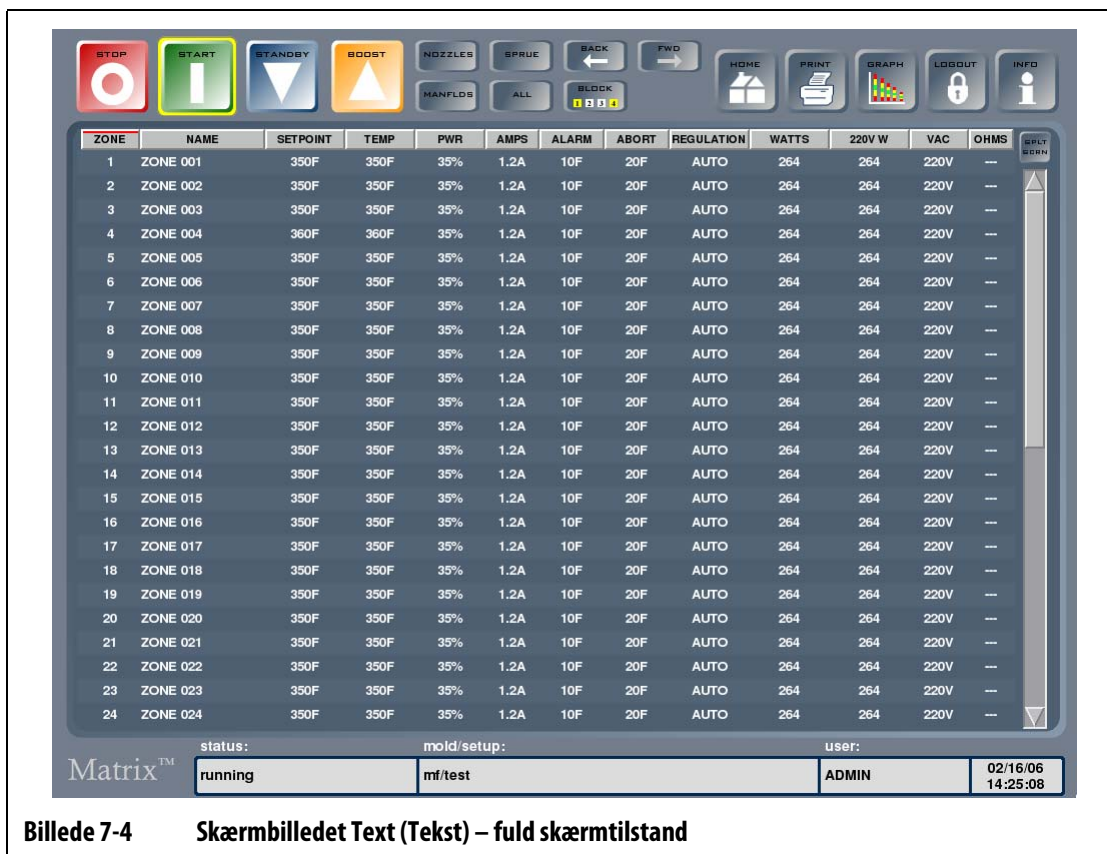 STOP START STANDBY BOOST NOZZLES SPRUE BACK FWD HOME PRINT GRAPH LOGOUT INFO
MANFLDS ALL BLOCK
1 2 3 4
ZONE NAME SETPOINT TEMP PWR AMPS ALARM ABORT REGULATION WATTS 220V W VAC OHMS SPLT SCRN
1 ZONE 001 350F 350F 35% 1.2A 10F 20F AUTO 264 264 220V ---
2 ZONE 002 350F 350F 35% 1.2A 10F 20F AUTO 264 264 220V ---
3 ZONE 003 350F 350F 35% 1.2A 10F 20F AUTO 264 264 220V ---
4 ZONE 004 360F 360F 35% 1.2A 10F 20F AUTO 264 264 220V ---
5 ZONE 005 350F 350F 35% 1.2A 10F 20F AUTO 264 264 220V ---
6 ZONE 006 350F 350F 35% 1.2A 10F 20F AUTO 264 264 220V ---
7 ZONE 007 350F 350F 35% 1.2A 10F 20F AUTO 264 264 220V ---
8 ZONE 008 350F 350F 35% 1.2A 10F 20F AUTO 264 264 220V ---
9 ZONE 009 350F 350F 35% 1.2A 10F 20F AUTO 264 264 220V ---
10 ZONE 010 350F 350F 35% 1.2A 10F 20F AUTO 264 264 220V ---
11 ZONE 011 350F 350F 35% 1.2A 10F 20F AUTO 264 264 220V ---
12 ZONE 012 350F 350F 35% 1.2A 10F 20F AUTO 264 264 220V ---
13 ZONE 013 350F 350F 35% 1.2A 10F 20F AUTO 264 264 220V ---
14 ZONE 014 350F 350F 35% 1.2A 10F 20F AUTO 264 264 220V ---
15 ZONE 015 350F 350F 35% 1.2A 10F 20F AUTO 264 264 220V ---
16 ZONE 016 350F 350F 35% 1.2A 10F 20F AUTO 264 264 220V ---
17 ZONE 017 350F 350F 35% 1.2A 10F 20F AUTO 264 264 220V ---
18 ZONE 018 350F 350F 35% 1.2A 10F 20F AUTO 264 264 220V ---
19 ZONE 019 350F 350F 35% 1.2A 10F 20F AUTO 264 264 220V ---
20 ZONE 020 350F 350F 35% 1.2A 10F 20F AUTO 264 264 220V ---
21 ZONE 021 350F 350F 35% 1.2A 10F 20F AUTO 264 264 220V ---
22 ZONE 022 350F 350F 35% 1.2A 10F 20F AUTO 264 264 220V ---
23 ZONE 023 350F 350F 35% 1.2A 10F 20F AUTO 264 264 220V ---
24 ZONE 024 350F 350F 35% 1.2A 10F 20F AUTO 264 264 220V ---
status: mold/setup: user:
Matrix™ running mf/test ADMIN 02/16/06
14:25:08
Billede 7-4 Skærmbilledet Text (Tekst) – fuld skærmtilstand